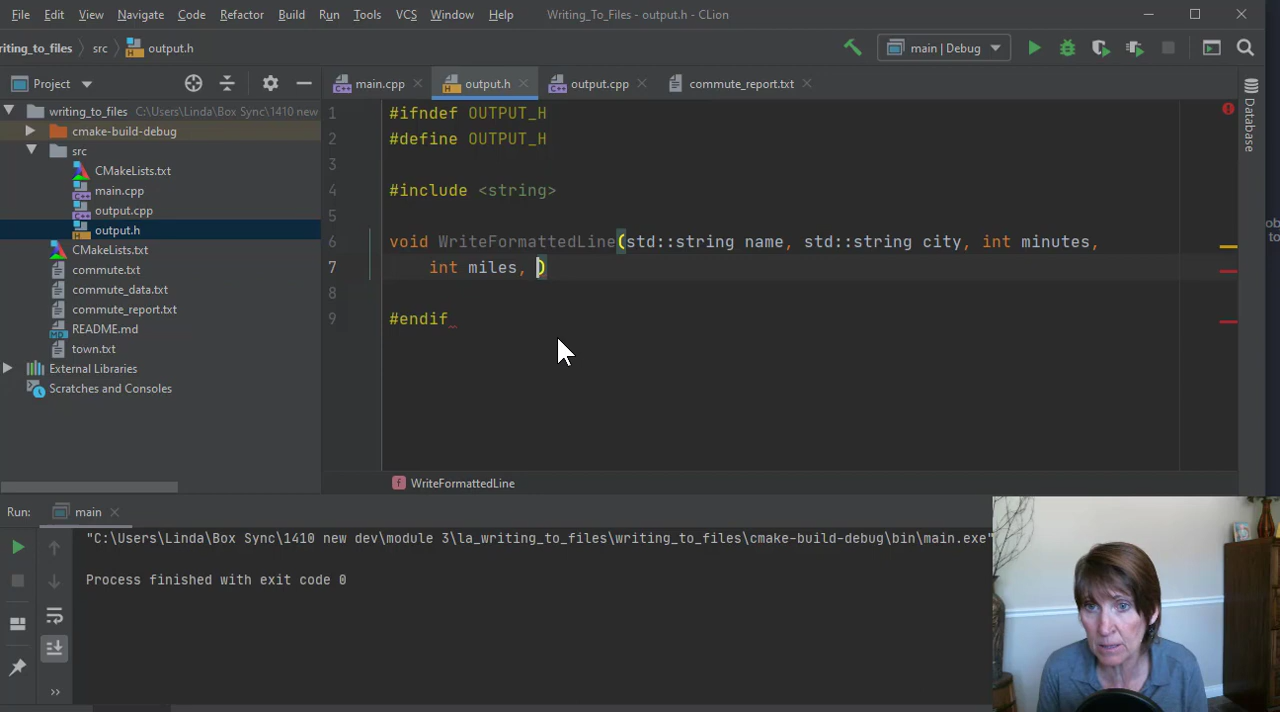 File Edit View Navigate Code Refactor Build Run Tools VCS Window Help Writing_To_Files - output.h - CLion
riting_to_files src output.h main | Debug
Project main.cpp output.h output.cpp commute_report.txt
writing_to_files C:\Users\Linda\Box Sync\1410 new
cmake-build-debug
src
CMakeLists.txt
main.cpp
output.cpp
output.h
CMakeLists.txt
commute.txt
commute_data.txt
commute_report.txt
README.md
town.txt
External Libraries
Scratches and Consoles
1 #ifndef OUTPUT_H
2 #define OUTPUT_H
3
4 #include <string>
5
6 void WriteFormattedLine(std::string name, std::string city, int minutes,
7 int miles, )
8
9 #endif
Database
to
WriteFormattedLine
Run: main
"C:\Users\Linda\Box Sync\1410 new dev\module 3\la_writing_to_files\writing_to_files\cmake-build-debug\bin\main.exe"
Process finished with exit code 0